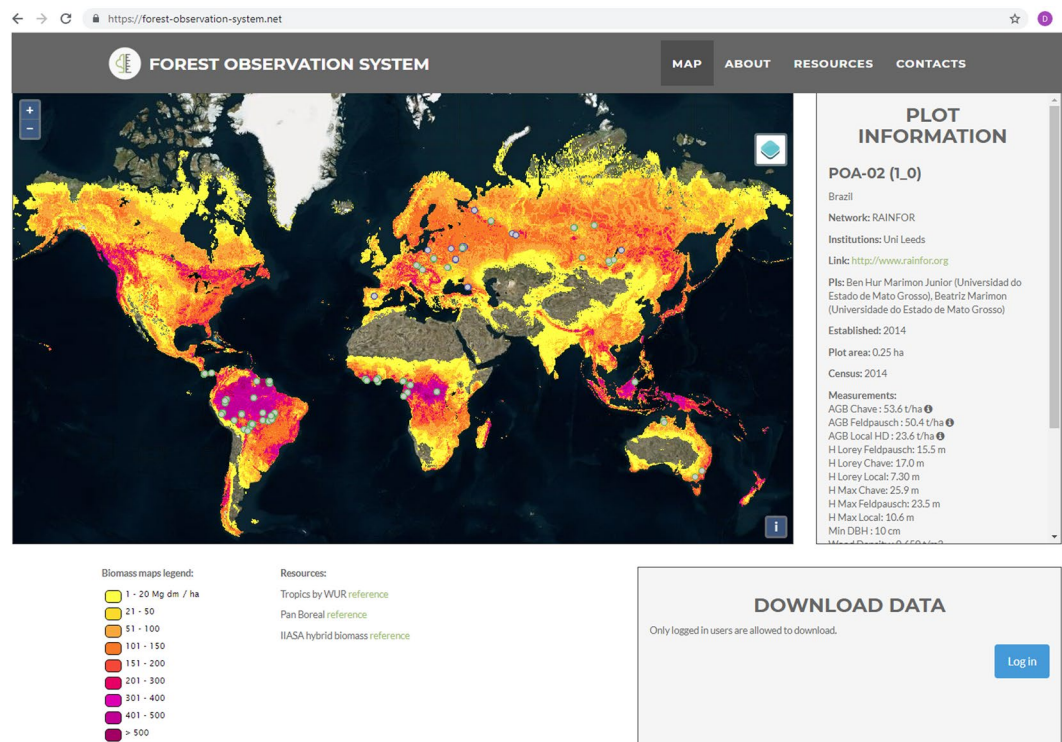 https://forest-observation-system.net
D
FOREST OBSERVATION SYSTEM
MAP ABOUT RESOURCES CONTACTS
+
−
i
PLOT
INFORMATION
POA-02 (1_0)
Brazil
Network: RAINFOR
Institutions: Uni Leeds
Link: http://www.rainfor.org
PIs: Ben Hur Marimon Junior (Universidad do
Estado de Mato Grosso), Beatriz Marimon
(Universidade do Estado de Mato Grosso)
Established: 2014
Plot area: 0.25 ha
Census: 2014
Measurements:
AGB Chave : 53.6 t/ha
AGB Feldpausch : 50.4 t/ha
AGB Local HD : 23.6 t/ha
H Lorey Feldpausch: 15.5 m
H Lorey Chave: 17.0 m
H Lorey Local: 7.30 m
H Max Chave: 25.9 m
H Max Feldpausch: 23.5 m
H Max Local: 10.6 m
Min DBH : 10 cm
Biomass maps legend:
1 - 20 Mg dm / ha
21 - 50
51 - 100
101 - 150
151 - 200
201 - 300
301 - 400
401 - 500
> 500
Resources:
Tropics by WUR reference
Pan Boreal reference
IIASA hybrid biomass reference
DOWNLOAD DATA
Only logged in users are allowed to download.
Log in